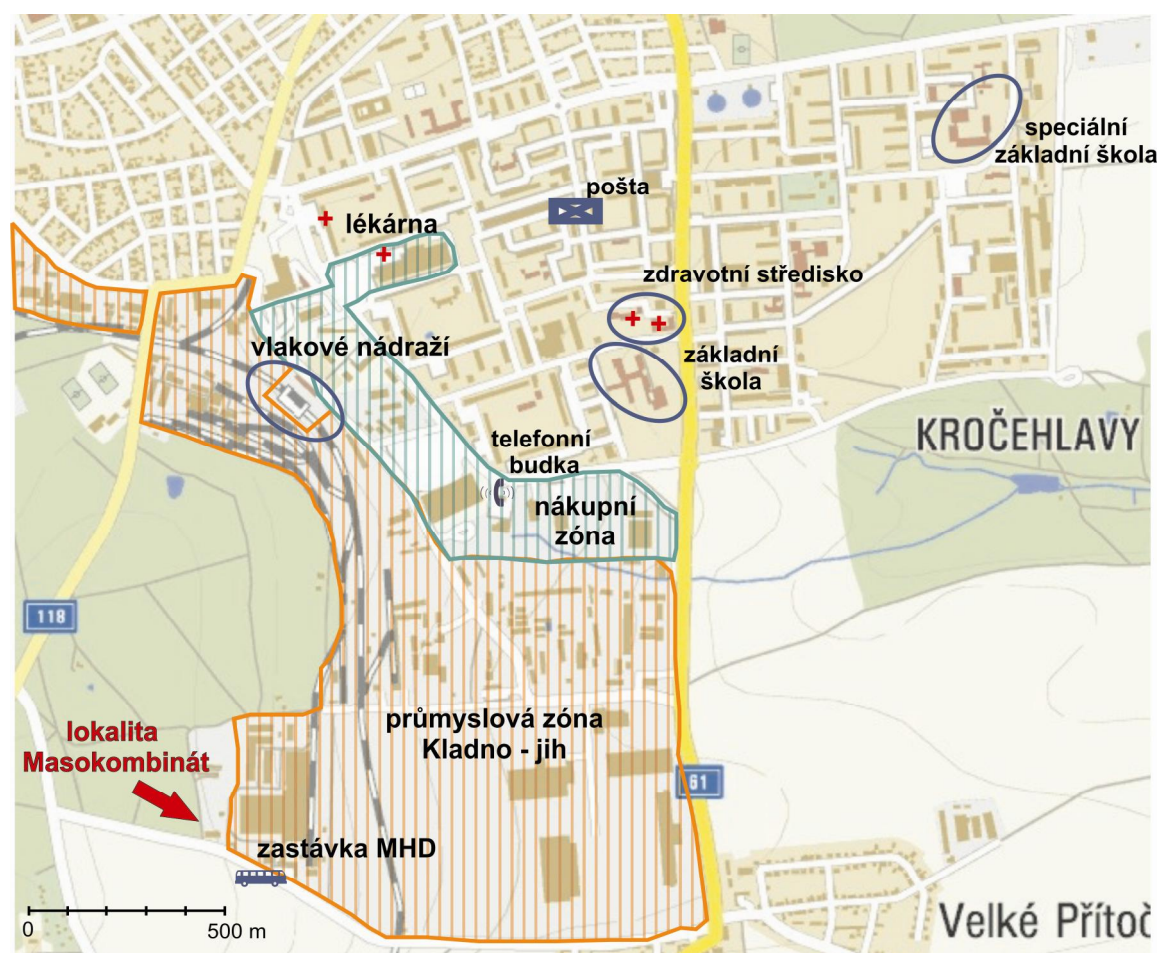 speciální
základní škola
pošta
lékárna
zdravotní středisko
vlakové nádraží
základní
škola
KROČEHLAVY
telefonní
budka
nákupní
zóna
118
průmyslová zóna
Kladno - jih
lokalita
Masokombinát
61
zastávka MHD
0
500 m
Velké Příto